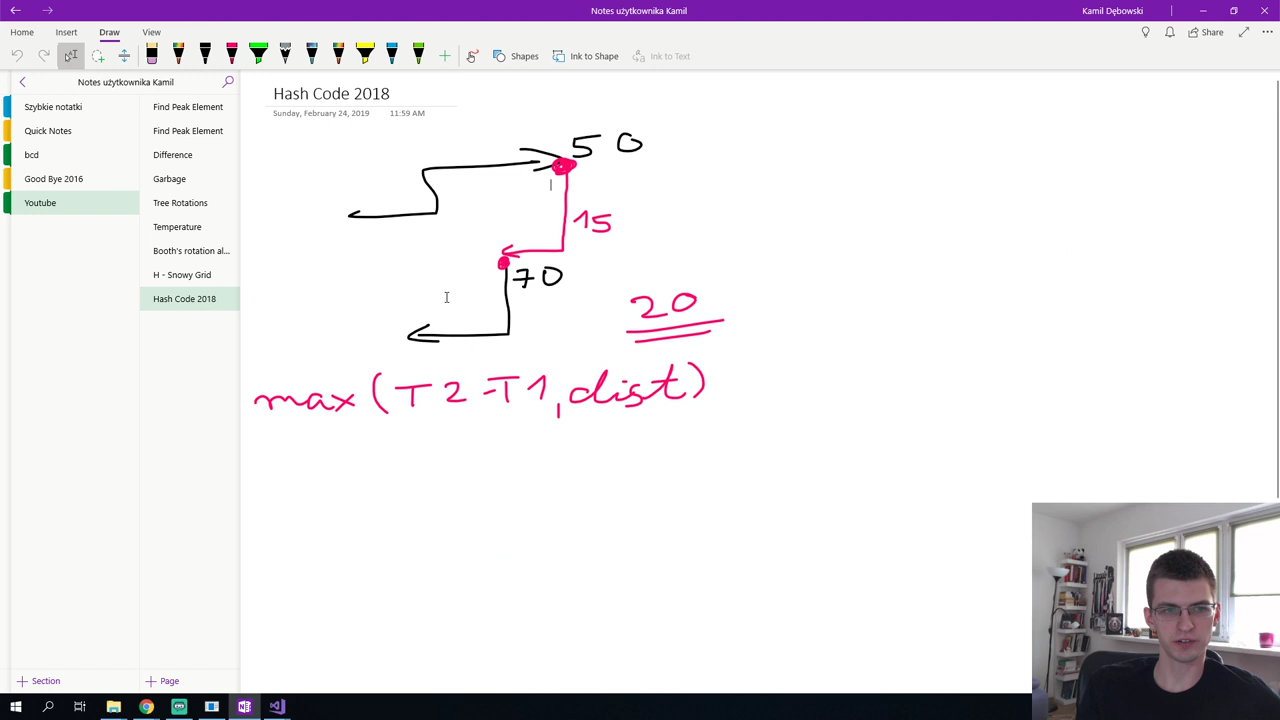 Notes użytkownika Kamil
Kamil Dębowski
Home
Insert
Draw
View
Shapes
Ink to Shape
Ink to Text
Share
Notes użytkownika Kamil
Szybkie notatki
Quick Notes
bcd
Good Bye 2016
Youtube
Find Peak Element
Find Peak Element
Difference
Garbage
Tree Rotations
Temperature
Booth's rotation al...
H - Snowy Grid
Hash Code 2018
Section
Page
Hash Code 2018
Sunday, February 24, 2019 11:59 AM
50
15
70
20
max (T2-T1, dist)